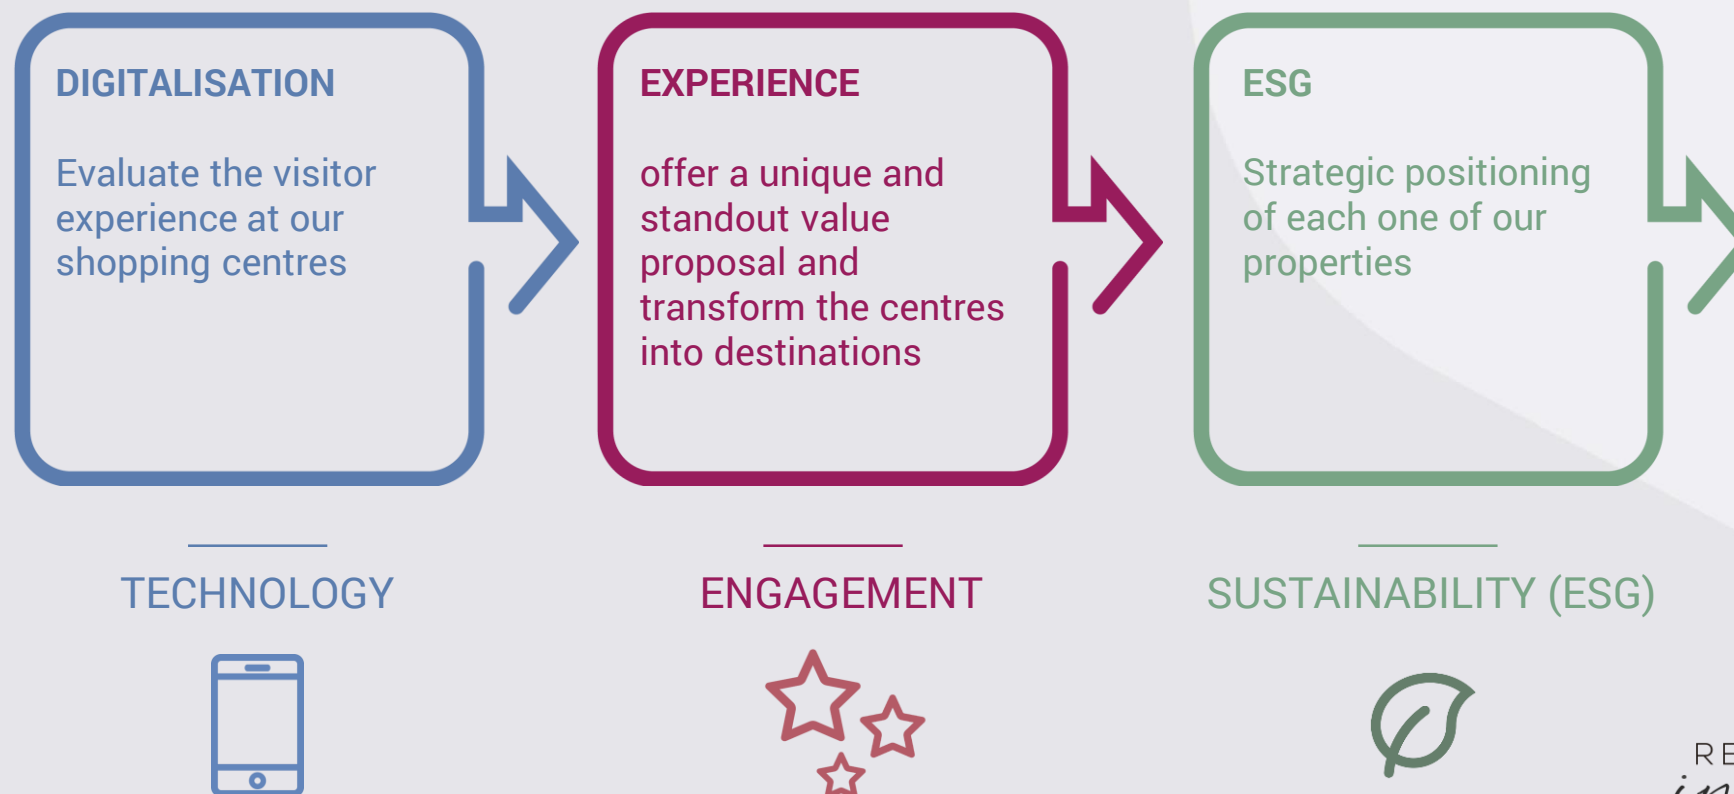 DIGITALISATION
Evaluate the visitor
experience at our
shopping centres
EXPERIENCE
offer a unique and
standout value
proposal and
transform the centres
into destinations
ESG
Strategic positioning
of each one of our
properties
TECHNOLOGY
ENGAGEMENT
SUSTAINABILITY (ESG)